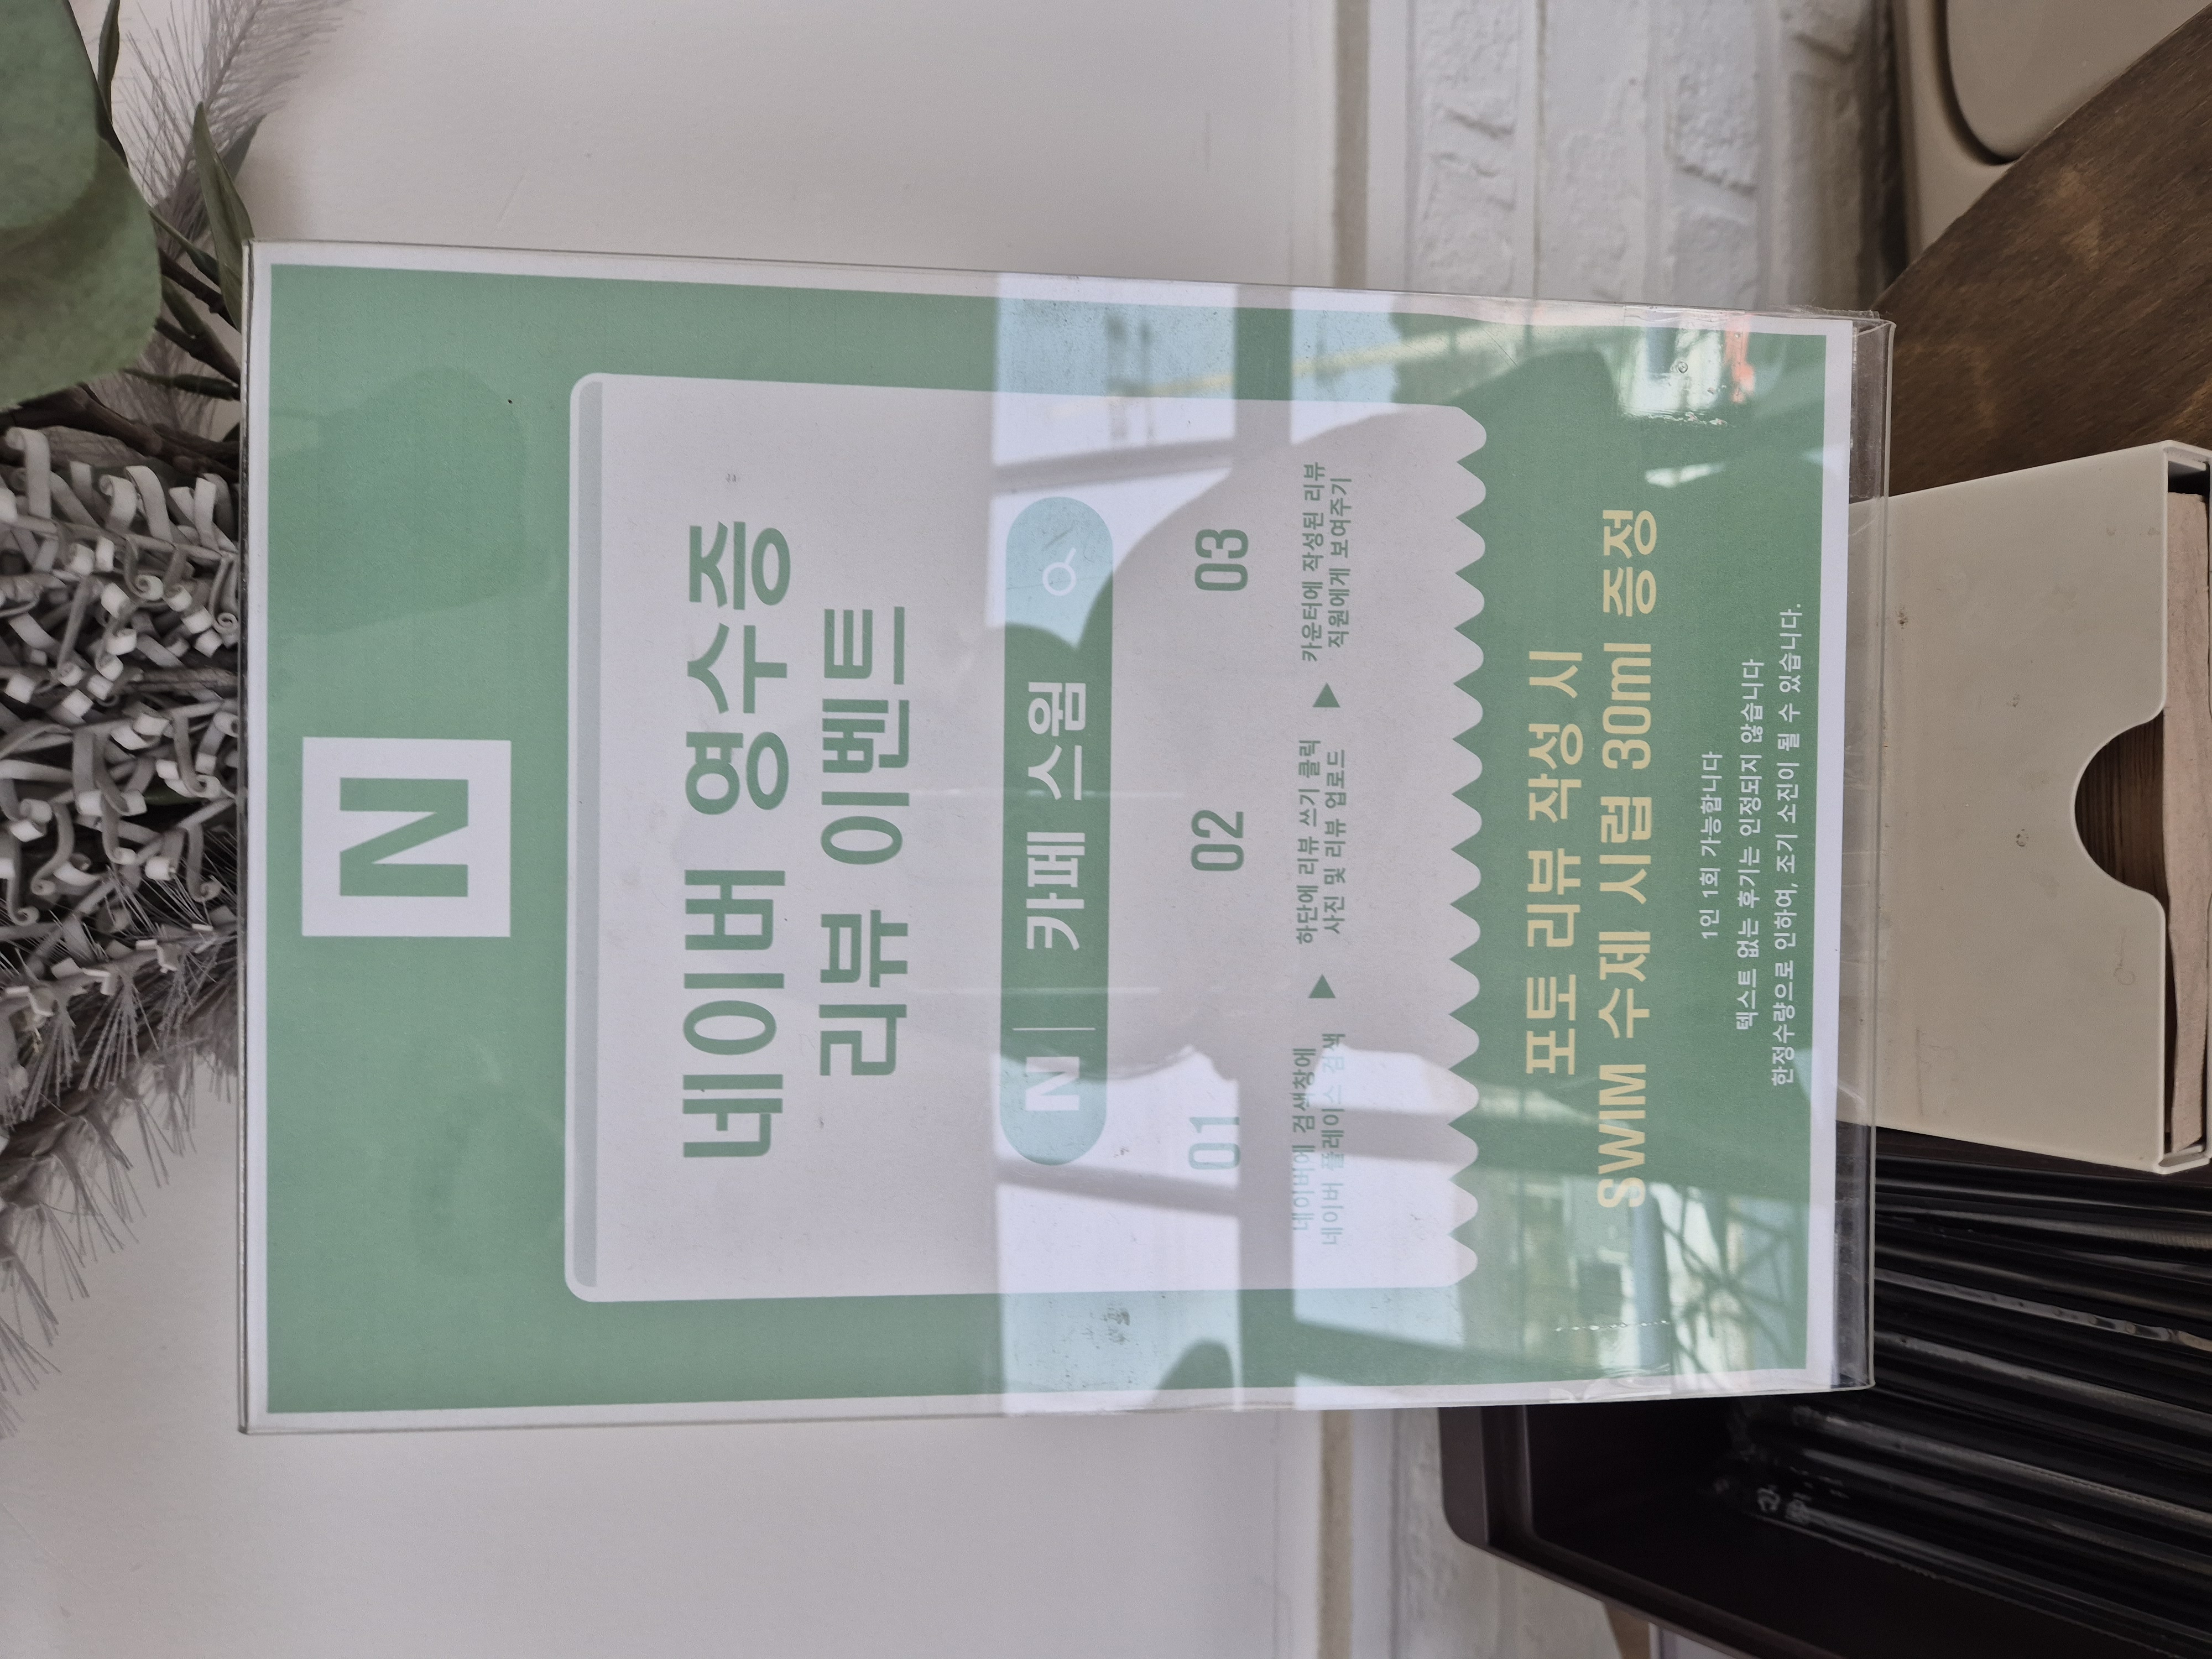 N
네이버 영수증
리뷰 이벤트
N 카페 스윔
01
네이버에 검색창에
네이버 플레이스 검색
02
하단에 리뷰 쓰기 클릭
사진 및 리뷰 업로드
03
카운터에 작성된 리뷰
직원에게 보여주기
포토 리뷰 작성 시
SWIM 수제 시럽 30ml 증정
1인 1회 가능합니다
텍스트 없는 후기는 인정되지 않습니다
한정수량으로 인하여, 조기 소진이 될 수 있습니다.